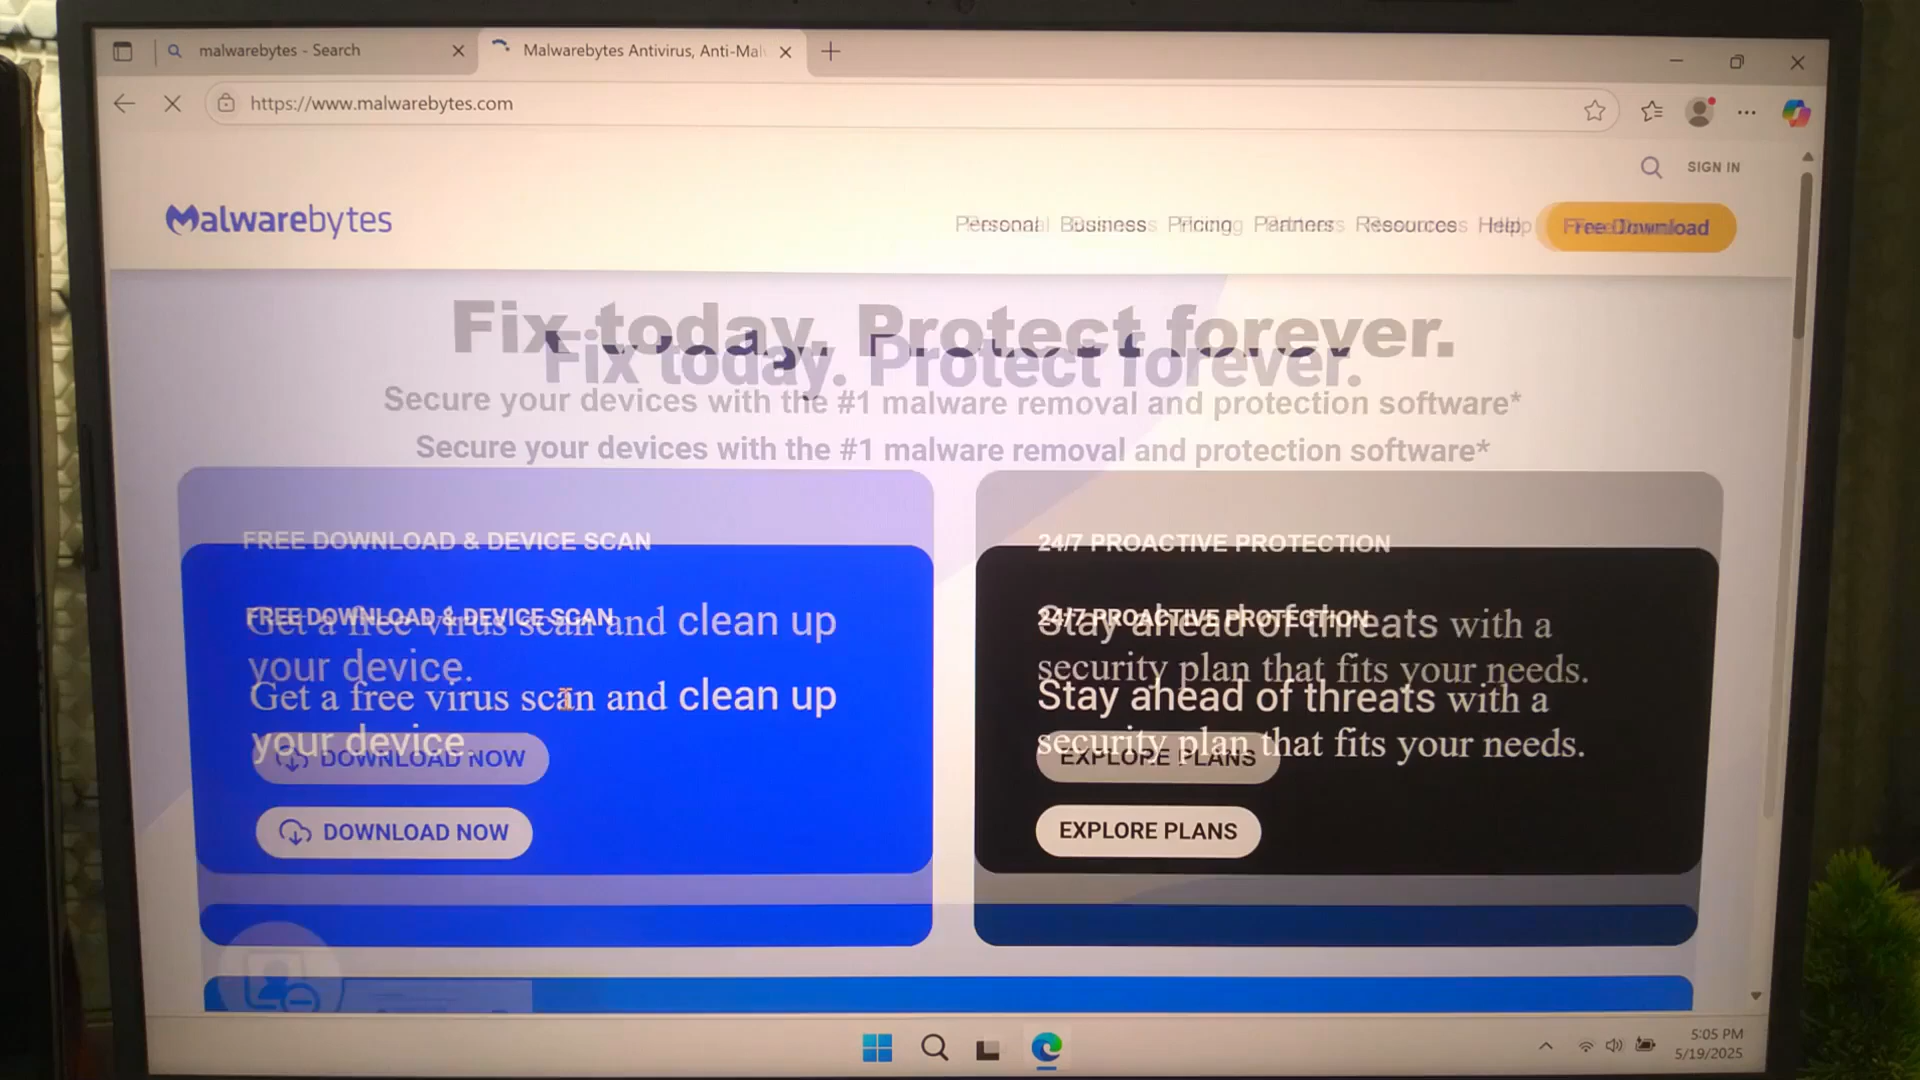 malwarebytes - Search
Malwarebytes Antivirus, Anti-Mal
https://www.malwarebytes.com
SIGN IN
Malwarebytes
Personal Business Pricing Partners Resources Help Free Download
Fix today. Protect forever.
Fix today. Protect forever.
Secure your devices with the #1 malware removal and protection software*
Secure your devices with the #1 malware removal and protection software*
FREE DOWNLOAD & DEVICE SCAN
FREE DOWNLOAD & DEVICE SCAN
Get a free virus scan and clean up
your device.
Get a free virus scan and clean up
your device.
DOWNLOAD NOW
DOWNLOAD NOW
24/7 PROACTIVE PROTECTION
24/7 PROACTIVE PROTECTION
Stay ahead of threats with a
security plan that fits your needs.
Stay ahead of threats with a
security plan that fits your needs.
EXPLORE PLANS
EXPLORE PLANS
5:05 PM
5/19/2025